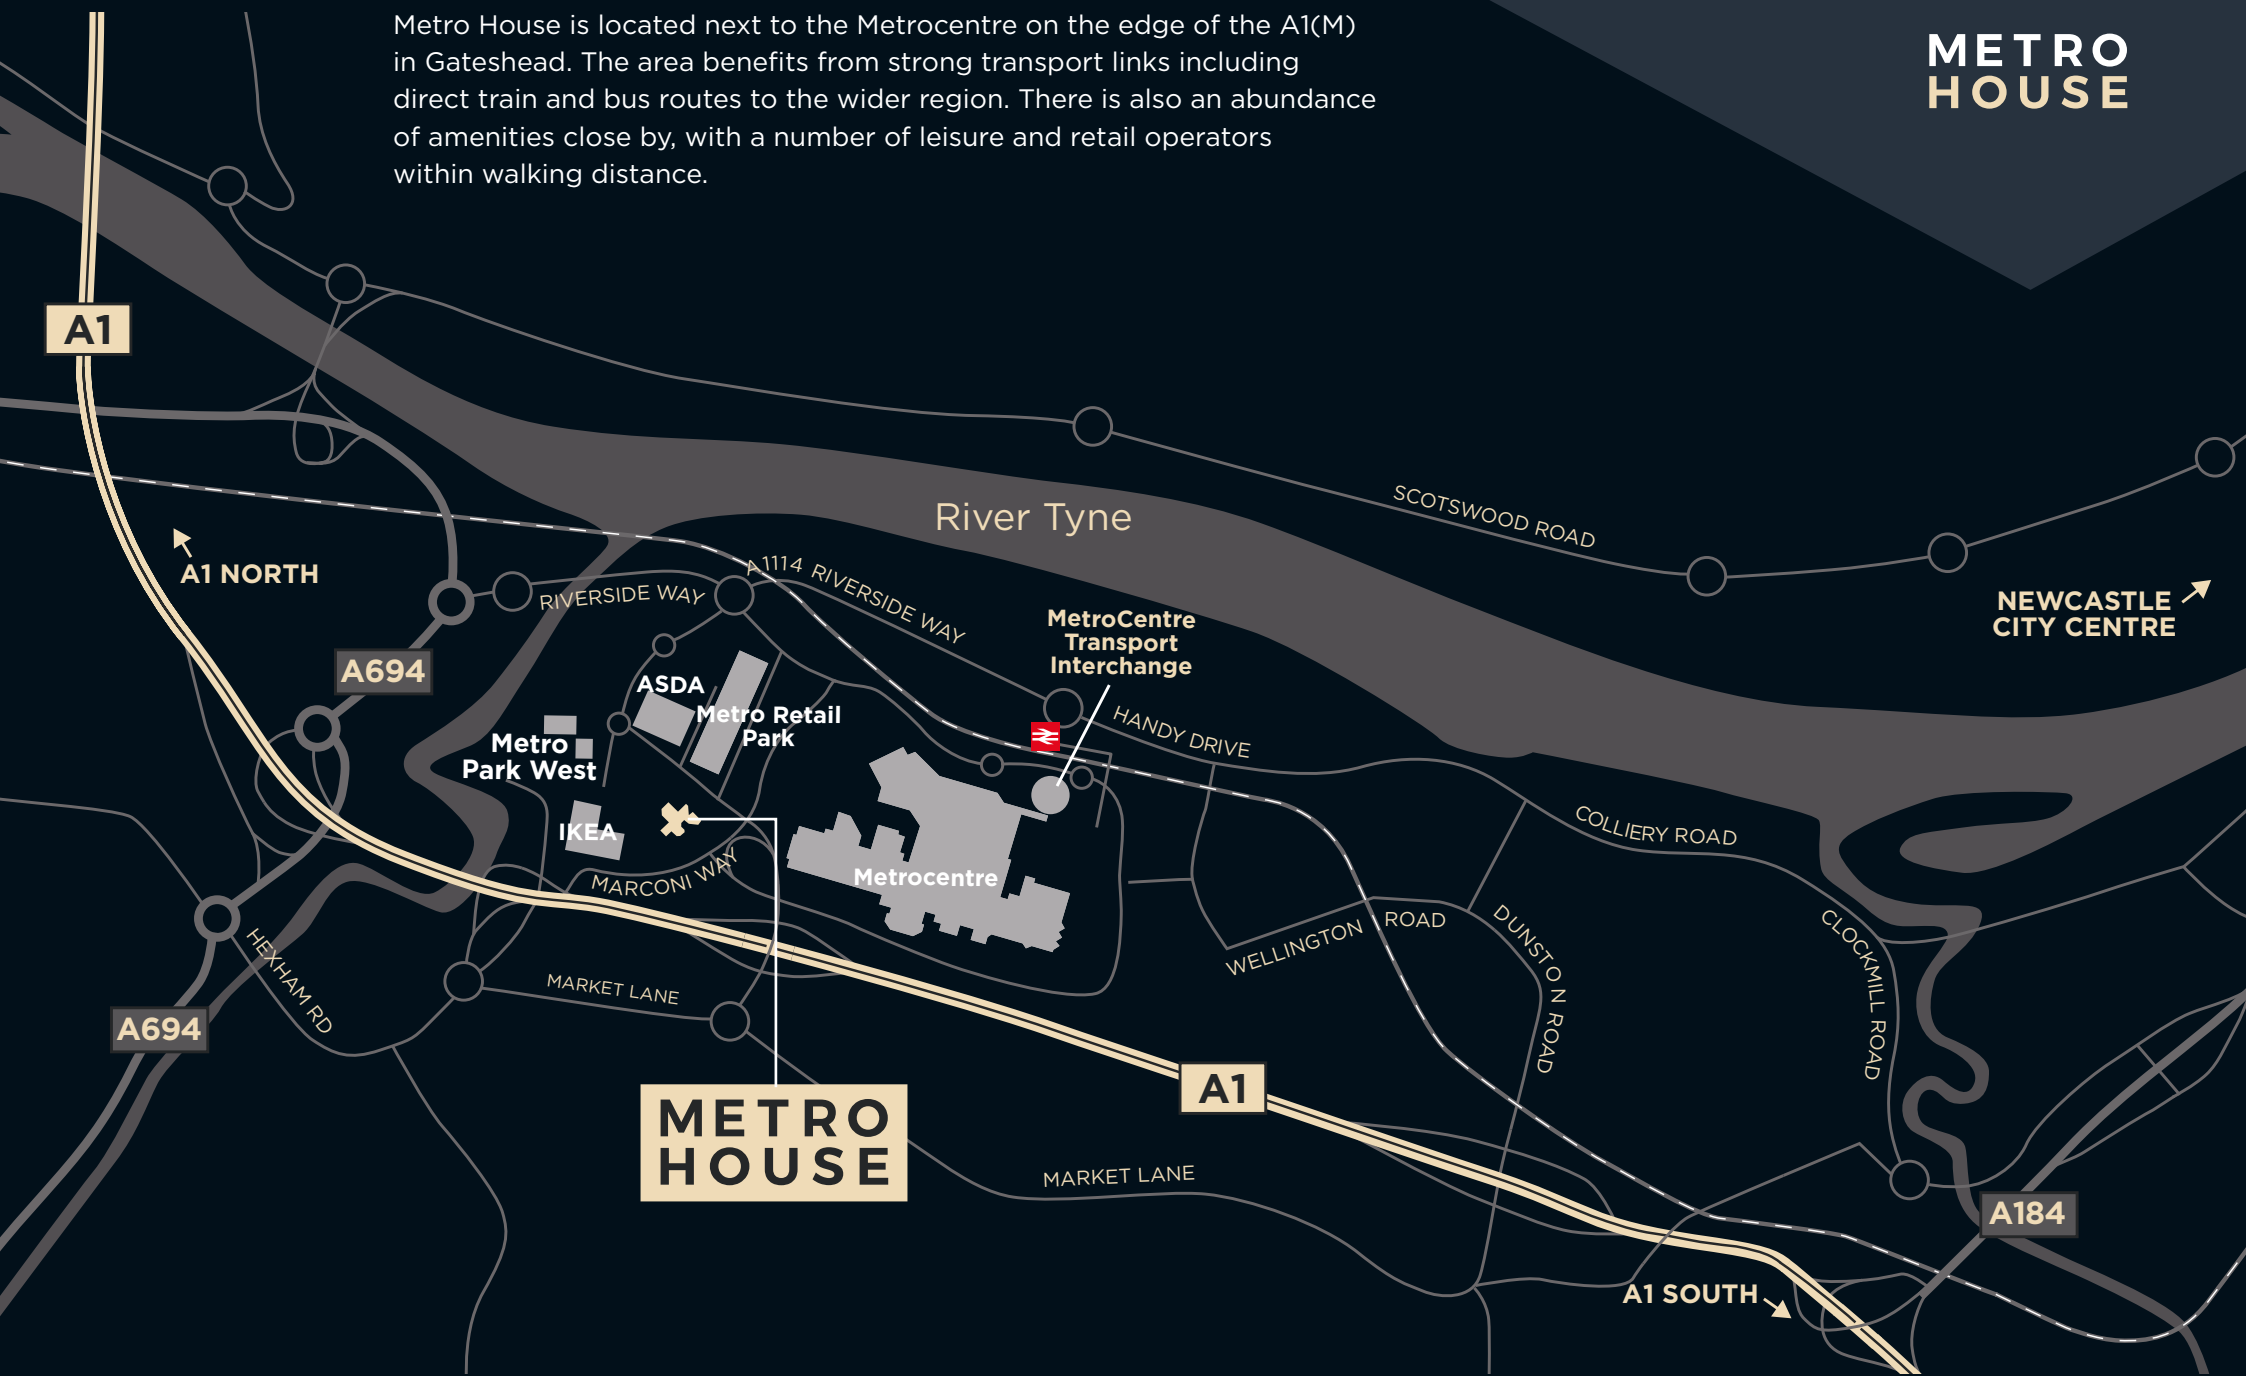 Metro House is located next to the Metrocentre on the edge of the A1(M)
in Gateshead. The area benefits from strong transport links including
direct train and bus routes to the wider region. There is also an abundance
of amenities close by, with a number of leisure and retail operators
within walking distance.
METRO
HOUSE
A1
SCOTSWOOD ROAD
River Tyne
A1 NORTH
A1114 RIVERSIDE WAY
RIVERSIDE WAY
NEWCASTLE
CITY CENTRE
MetroCentre
Transport
Interchange
A694
ASDA
Metro Retail
Park
HANDY DRIVE
Metro
Park West
IKEA
COLLIERY ROAD
MARCONI WAY
Metrocentre
WELLINGTON ROAD
DUNSTON ROAD
CLOCKMILL ROAD
HEXHAM RD
MARKET LANE
A694
A1
METRO
HOUSE
MARKET LANE
A184
A1 SOUTH